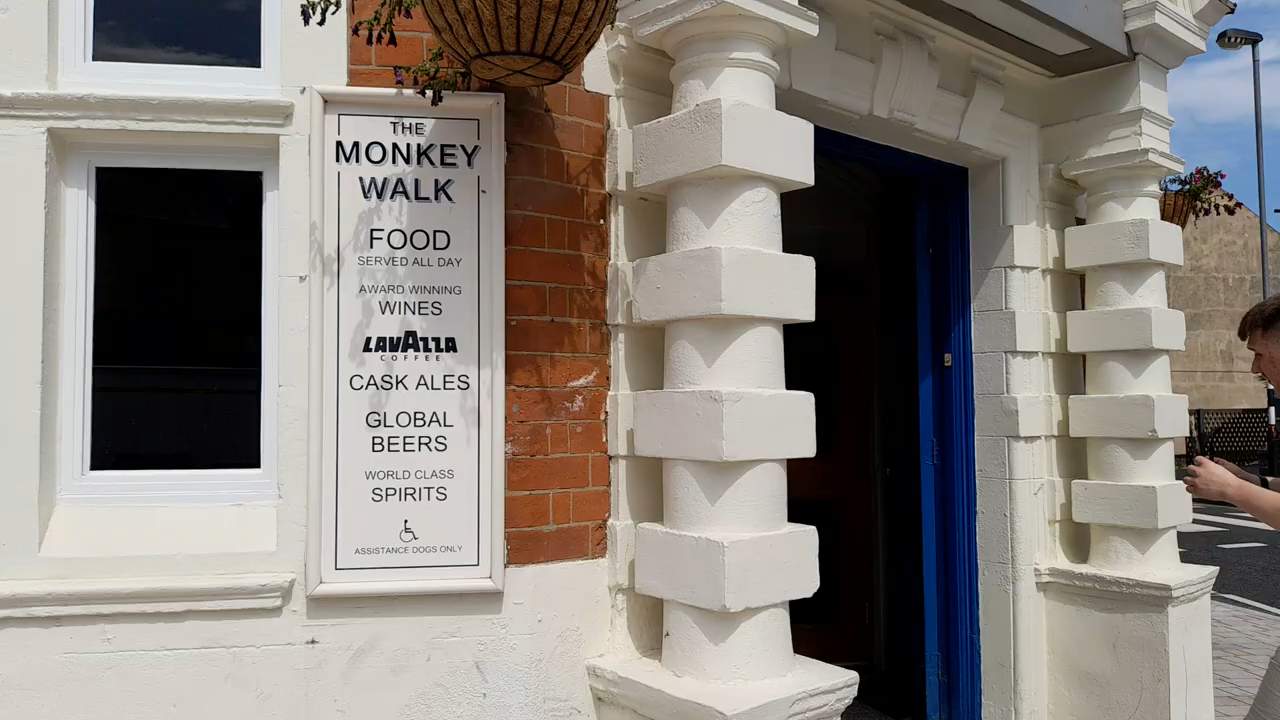 THE
MONKEY
WALK
FOOD
SERVED ALL DAY
AWARD WINNING
WINES
LAVAZZA
COFFEE
CASK ALES
GLOBAL
BEERS
WORLD CLASS
SPIRITS
ASSISTANCE DOGS ONLY